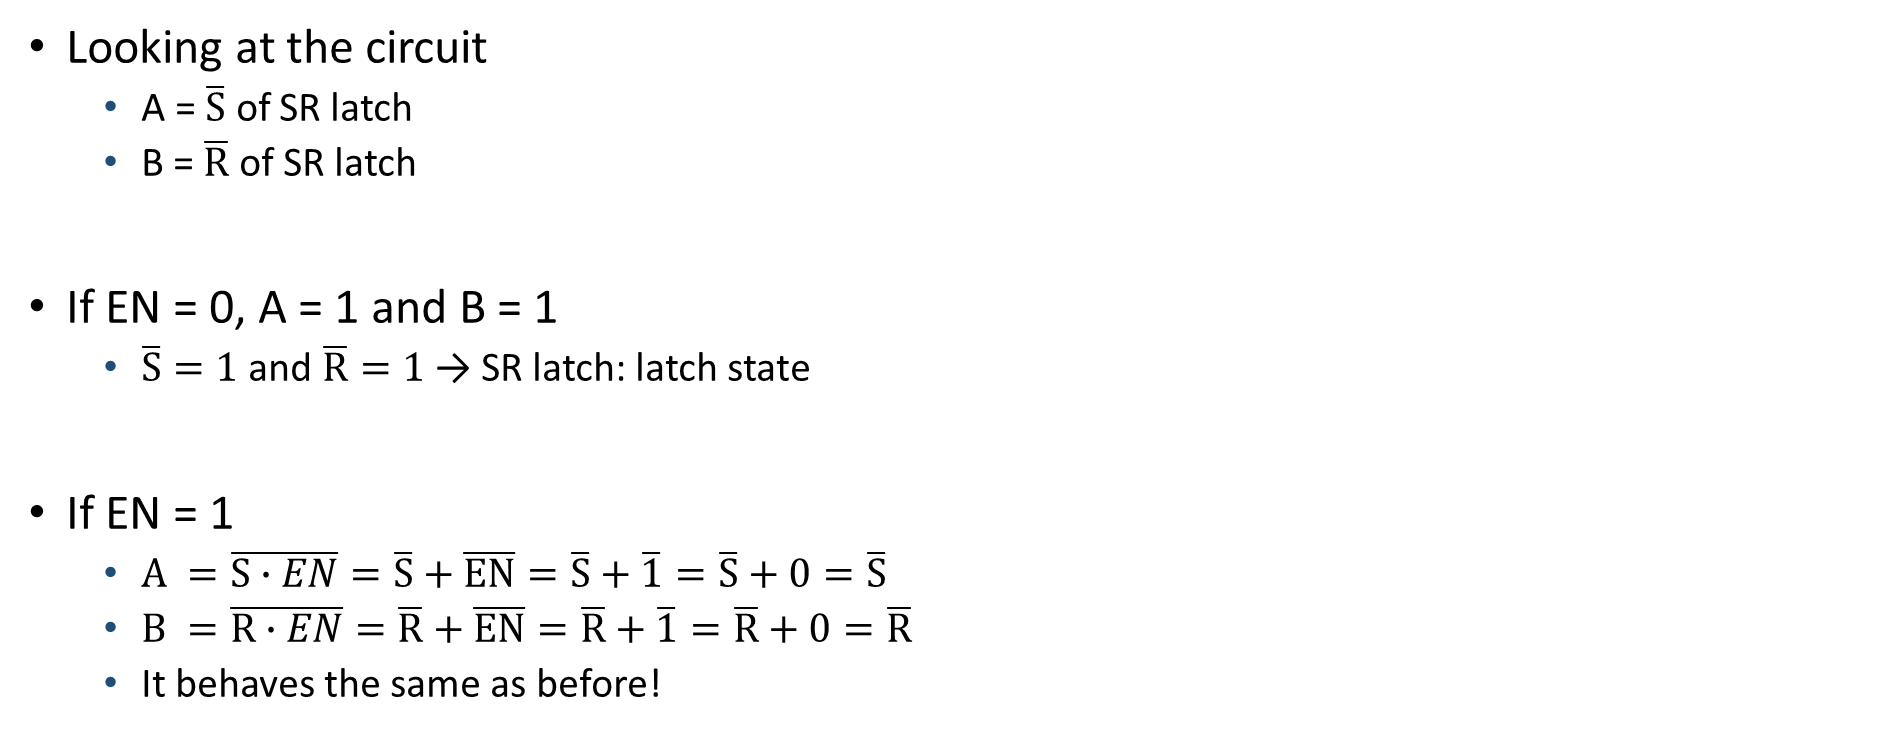 • Looking at the circuit
• A = S̅ of SR latch
• B = R̅ of SR latch
• If EN = 0, A = 1 and B = 1
• S̅ = 1 and R̅ = 1 → SR latch: latch state
• If EN = 1
• A = \overline{S · EN} = S̅ + \overline{EN} = S̅ + 1̅ = S̅ + 0 = S̅
• B = \overline{R · EN} = R̅ + \overline{EN} = R̅ + 1̅ = R̅ + 0 = R̅
• It behaves the same as before!